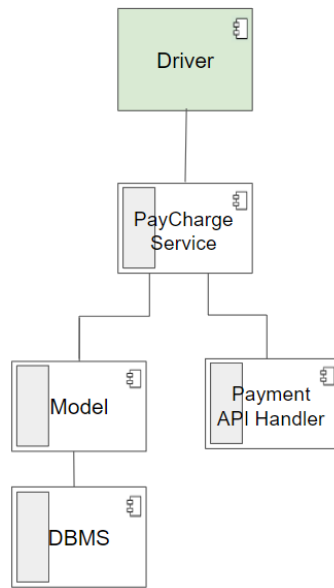 Driver
PayCharge
Service
Model
Payment
API Handler
DBMS